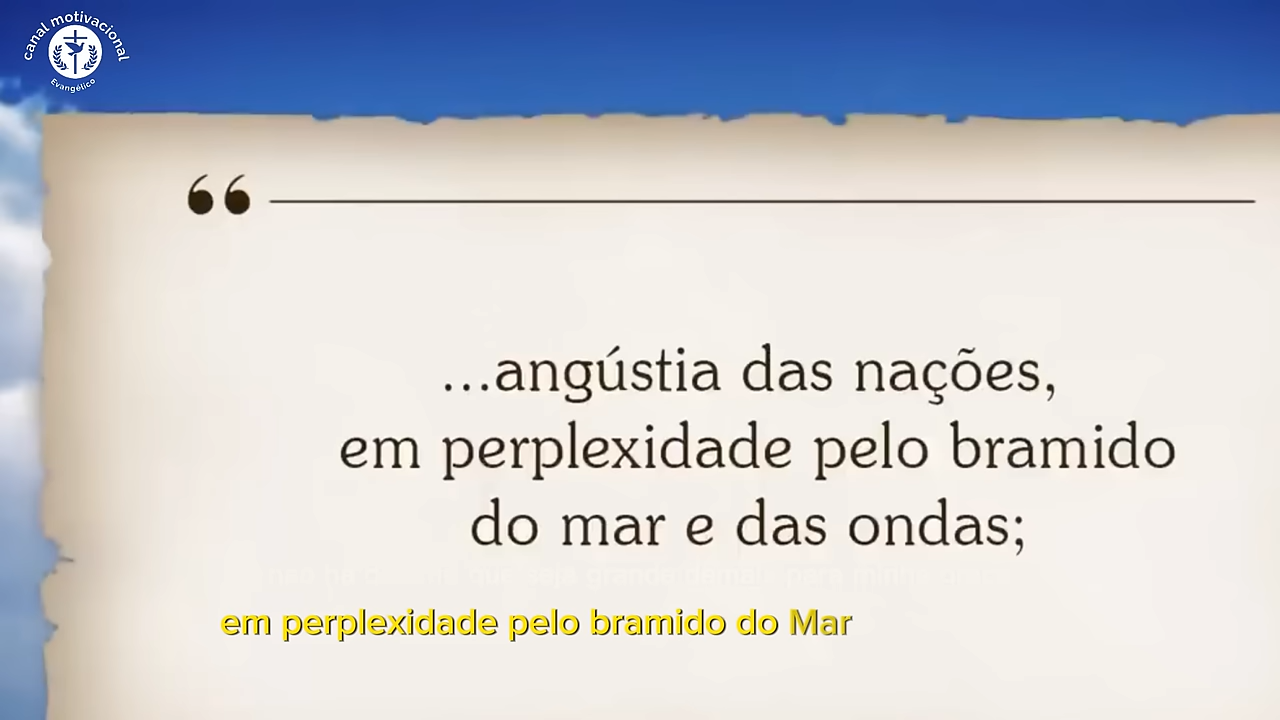 canal motivacional
Evangélico
“
...angústia das nações,
em perplexidade pelo bramido
do mar e das ondas;
em perplexidade pelo bramido do Mar